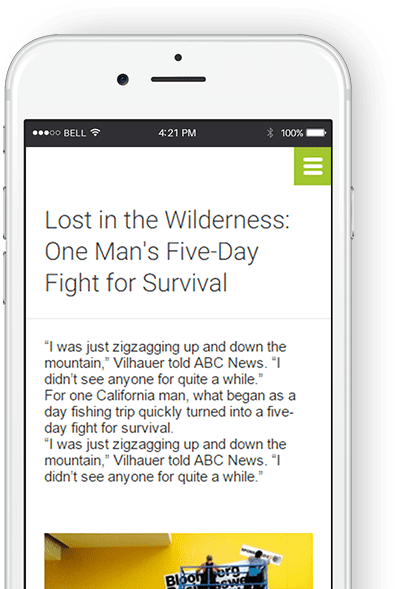 BELL 4:21 PM 100%
Lost in the Wilderness:
One Man's Five-Day
Fight for Survival
“I was just zigzagging up and down the
mountain,” Vilhauer told ABC News. “I
didn’t see anyone for quite a while.”
For one California man, what began as a
day fishing trip quickly turned into a five-
day fight for survival.
“I was just zigzagging up and down the
mountain,” Vilhauer told ABC News. “I
didn’t see anyone for quite a while.”